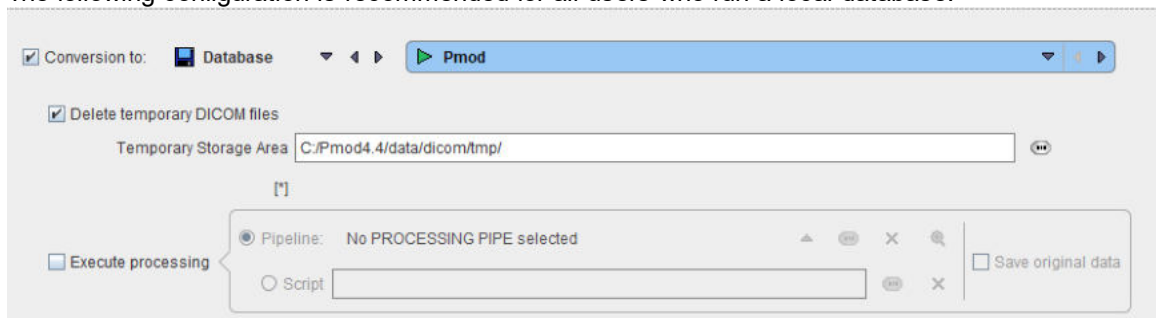 The following configuration is recommended for all users who run a local database:
Conversion to: Database Pmod
Delete temporary DICOM files
Temporary Storage Area C:/Pmod4.4/data/dicom/tmp/
[*]
Pipeline: No PROCESSING PIPE selected
Execute processing
Save original data
Script